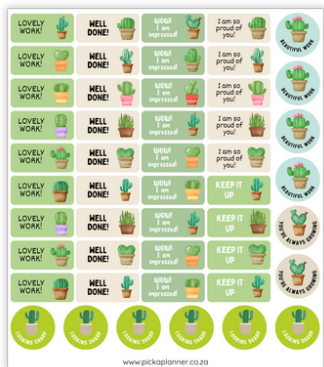 LOVELY WORK! WELL DONE! WOW! I am impressed! I am so proud of you! BEAUTIFUL WORK
LOVELY WORK! WELL DONE! WOW! I am impressed! I am so proud of you!
LOVELY WORK! WELL DONE! WOW! I am impressed! I am so proud of you! BEAUTIFUL WORK
LOVELY WORK! WELL DONE! WOW! I am impressed! I am so proud of you! BEAUTIFUL WORK
LOVELY WORK! WELL DONE! WOW! I am impressed! I am so proud of you!
LOVELY WORK! WELL DONE! WOW! I am impressed! KEEP IT UP BEAUTIFUL WORK
LOVELY WORK! WELL DONE! WOW! I am impressed! KEEP IT UP YOU'RE ALWAYS GROWING
LOVELY WORK! WELL DONE! WOW! I am impressed! KEEP IT UP
LOVELY WORK! WELL DONE! WOW! I am impressed! KEEP IT UP YOU'RE ALWAYS GROWING
LOOKING SHARP LOOKING SHARP LOOKING SHARP LOOKING SHARP LOOKING SHARP LOOKING SHARP
www.pickaplanner.co.za